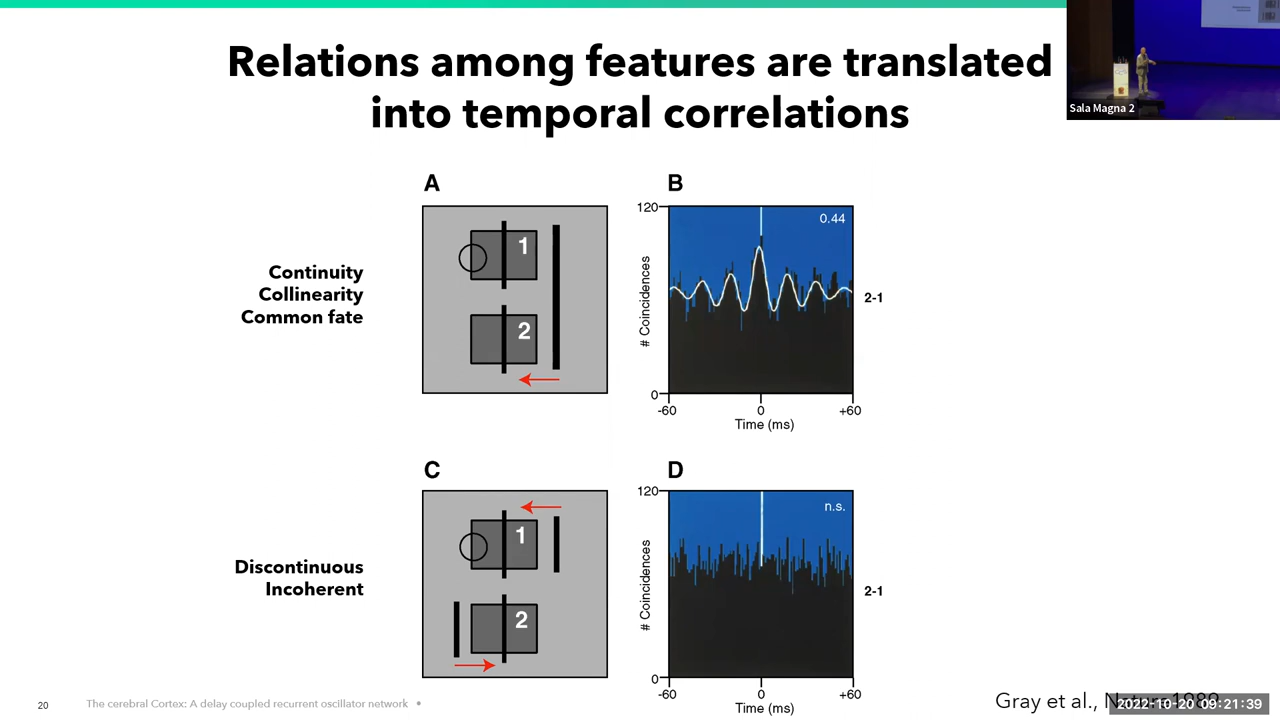 Relations among features are translated
into temporal correlations
Sala Magna 2
Continuity
Collinearity
Common fate
A
1
2
B
120
0.44
# Coincidences
0
-60
0
+60
Time (ms)
2-1
Discontinuous
Incoherent
C
1
2
D
120
n.s.
# Coincidences
0
-60
0
+60
Time (ms)
2-1
20
The cerebral Cortex: A delay coupled recurrent oscillator network •
Gray et al., Nature1989
2022-10-20 09:21:39